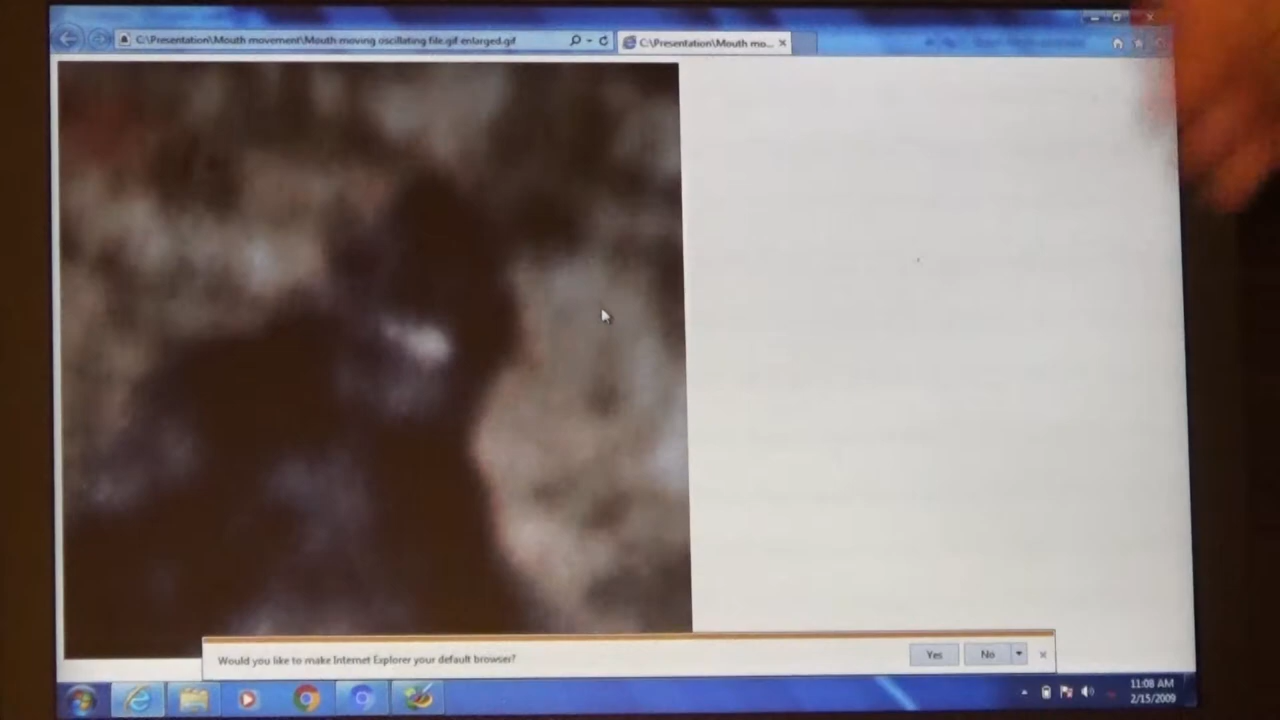 C:\Presentation\Mouth movement\Mouth moving oscillating file.gif enlarged.gif
C:\Presentation\Mouth mo...
Would you like to make Internet Explorer your default browser?
Yes
No
11:08 AM
2/15/2009